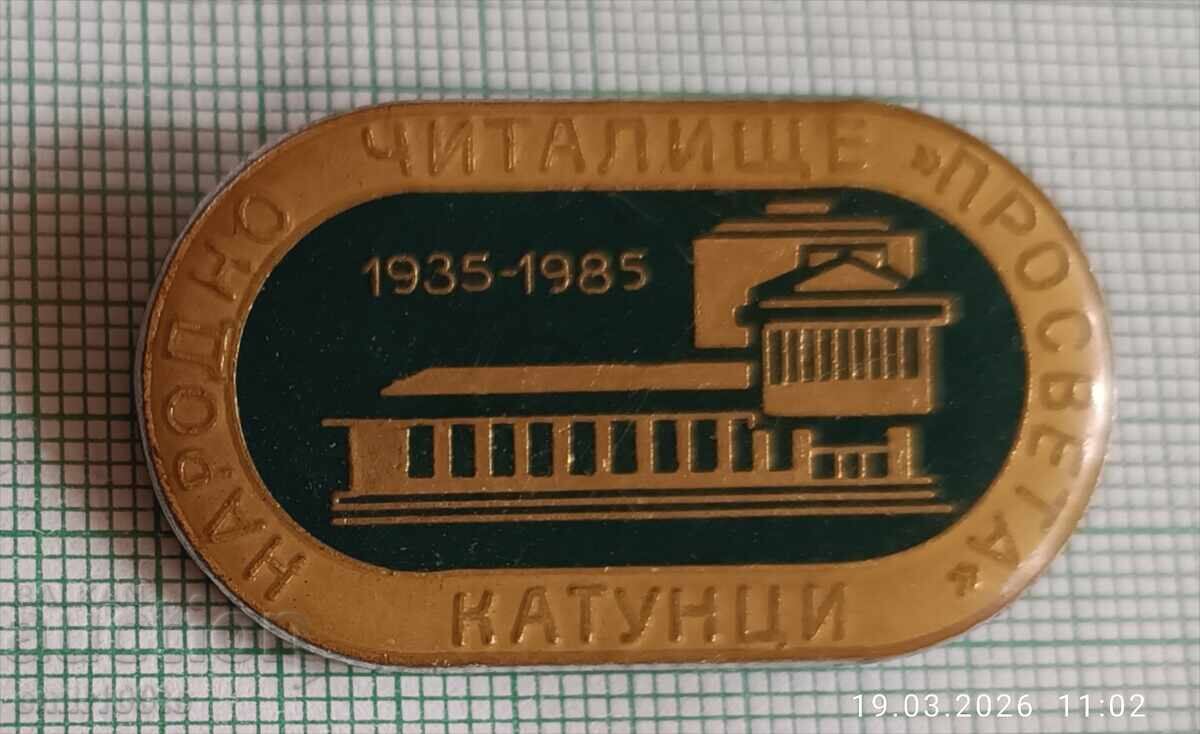 НАРОДНО ЧИТАЛИЩЕ »ПРОСВЕТА«
1935-1985
КАТУНЦИ
19.03.2026 11:02